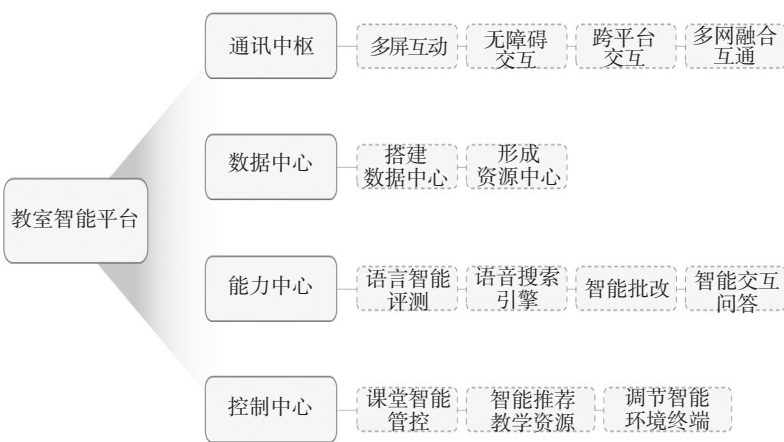 教室智能平台
通讯中枢
多屏互动
无障碍
交互
跨平台
交互
多网融合
互通
数据中心
搭建
数据中心
形成
资源中心
能力中心
语言智能
评测
语音搜索
引擎
智能批改
智能交互
问答
控制中心
课堂智能
管控
智能推荐
教学资源
调节智能
环境终端